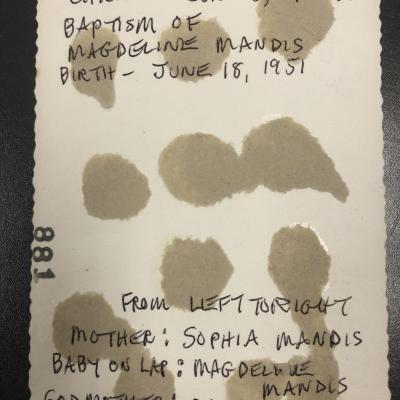 BAPTISM OF
MAGDELINE MANDIS
BIRTH – JUNE 18, 1951
881
FROM LEFT TO RIGHT
MOTHER: SOPHIA MANDIS
BABY ON LAP: MAGDELINE
MANDIS
GODMOTHER: